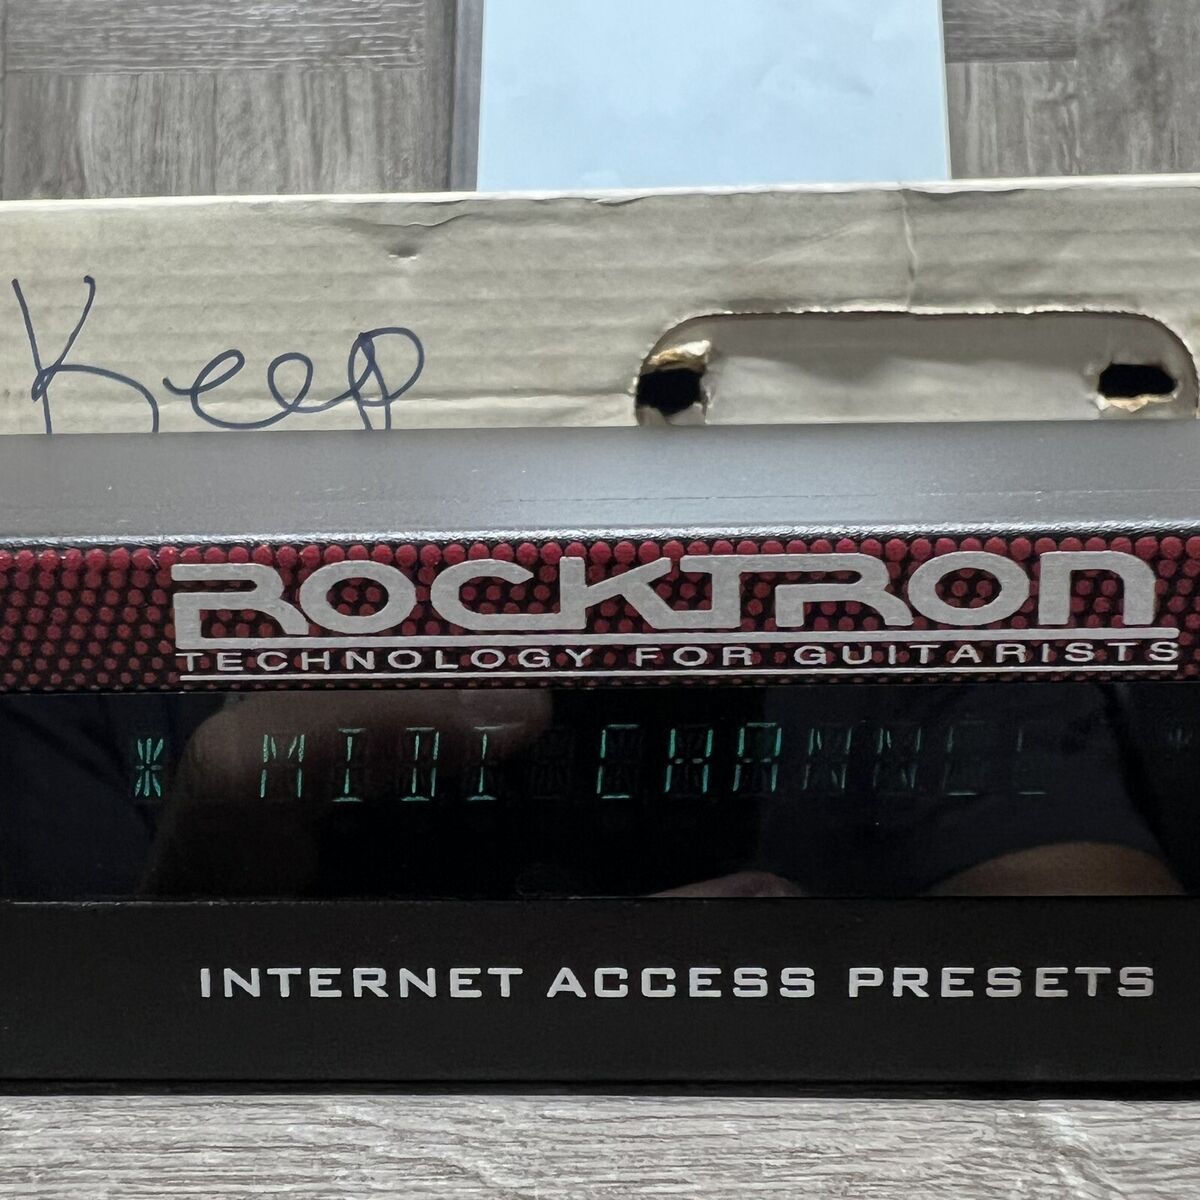 Keep
ROCKTRON
TECHNOLOGY FOR GUITARISTS
* MIDI CHANNEL *
INTERNET ACCESS PRESETS